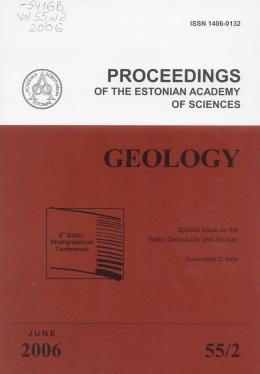 -5416B
Vol 55 N2
2006
ISSN 1406-0132
PROCEEDINGS
OF THE ESTONIAN ACADEMY
OF SCIENCES
GEOLOGY
6th Baltic
Stratigraphical
Conference
Special issue on the
Baltic Ordovician and Silurian
Guest editor D. Kaljo
JUNE
2006
55/2